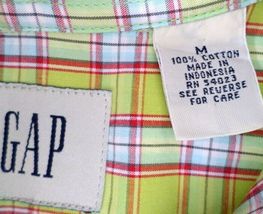 M
100% COTTON
MADE IN
INDONESIA
RN 54023
SEE REVERSE
FOR CARE
GAP